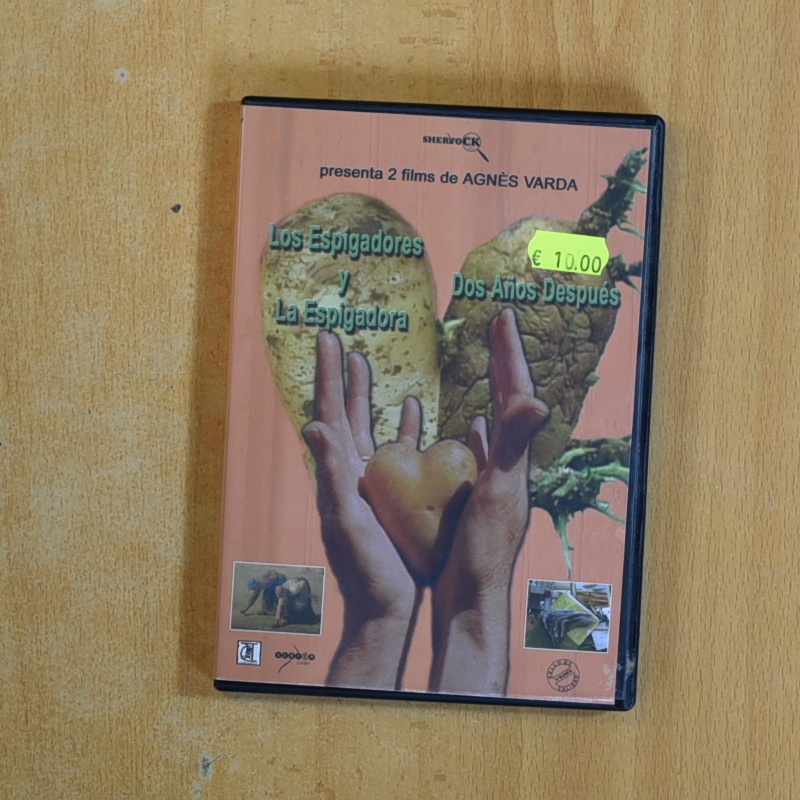 SHERLOCK
presenta 2 films de AGNÈS VARDA
Los Espigadores
y
La Espigadora
€ 10.00
Dos Años Después